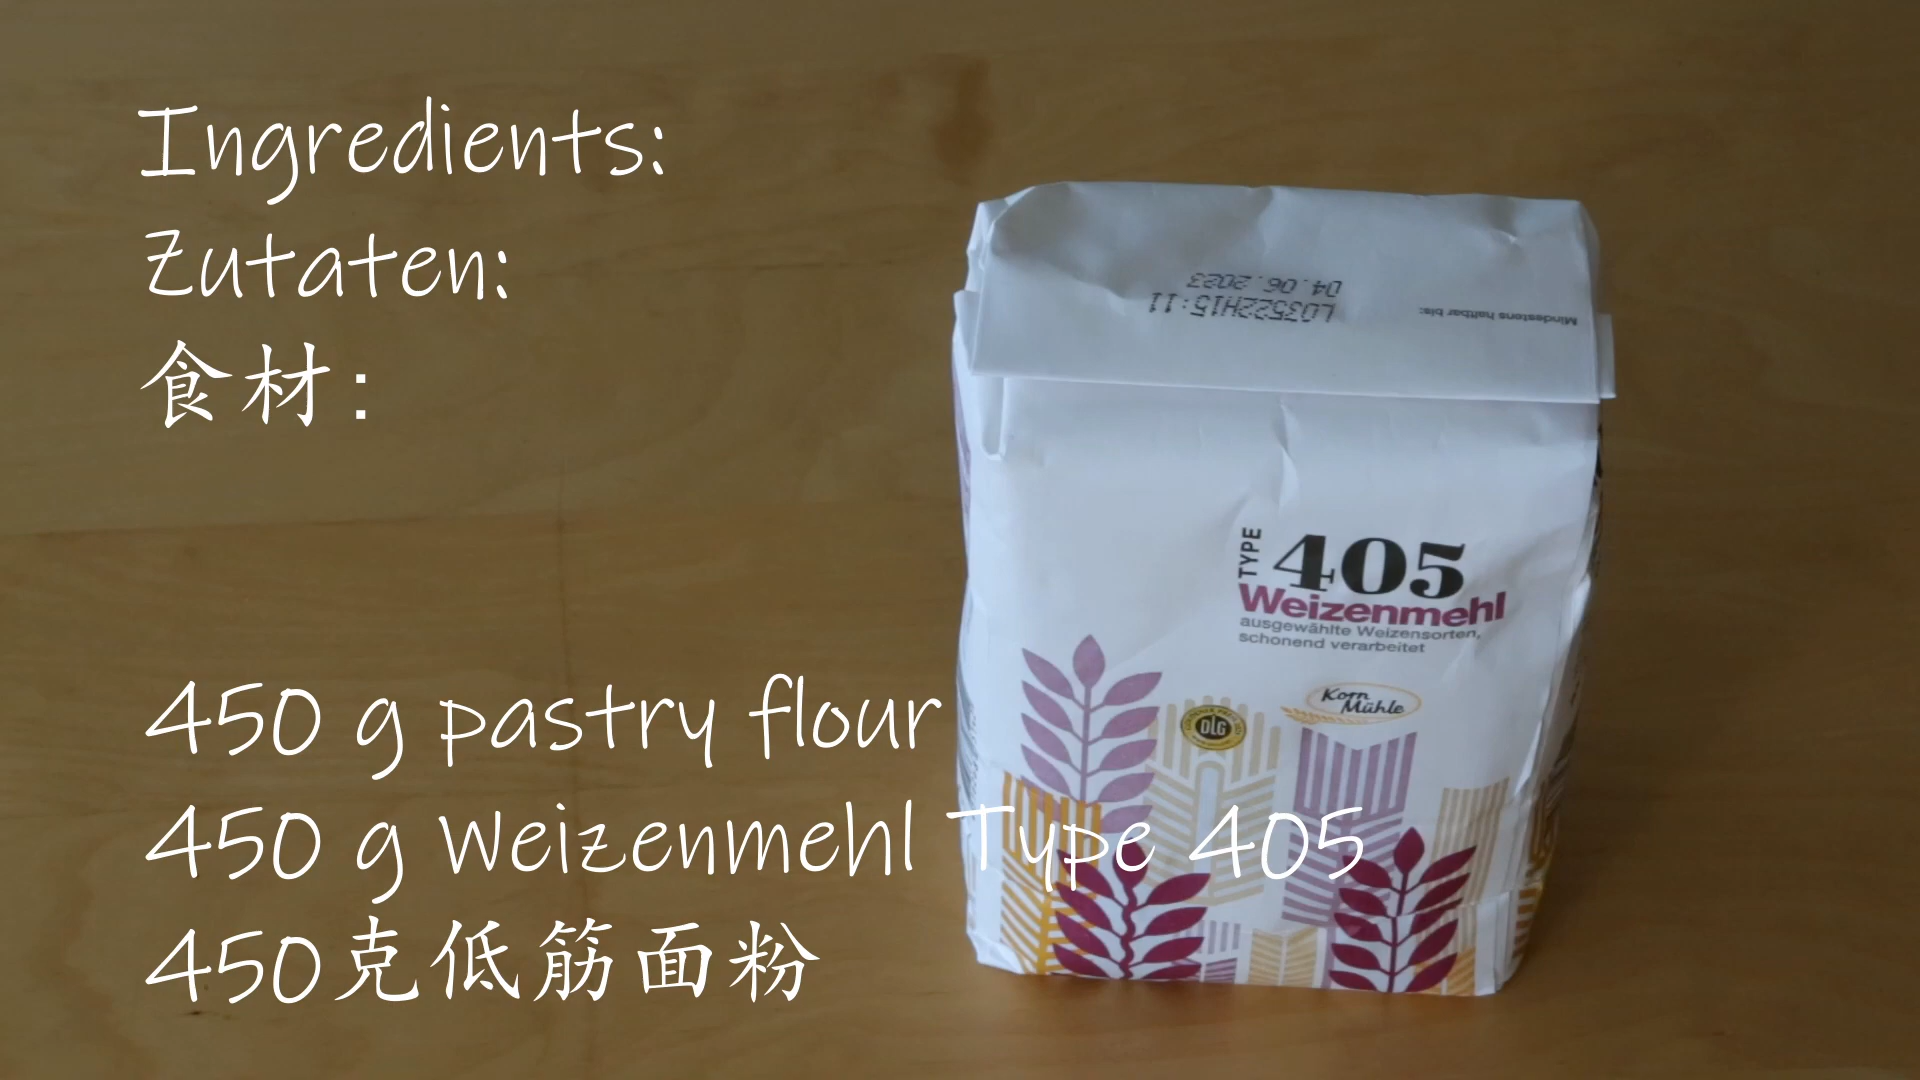 Ingredients:
Zutaten:
食材:
04.06.2023
L03522H15:11
Mindestens haltbar bis:
TYPE 405
Weizenmehl
ausgewählte Weizensorten,
schonend verarbeitet
Korn
Mühle
DLG
450 g pastry flour
450 g Weizenmehl Type 405
450克低筋面粉